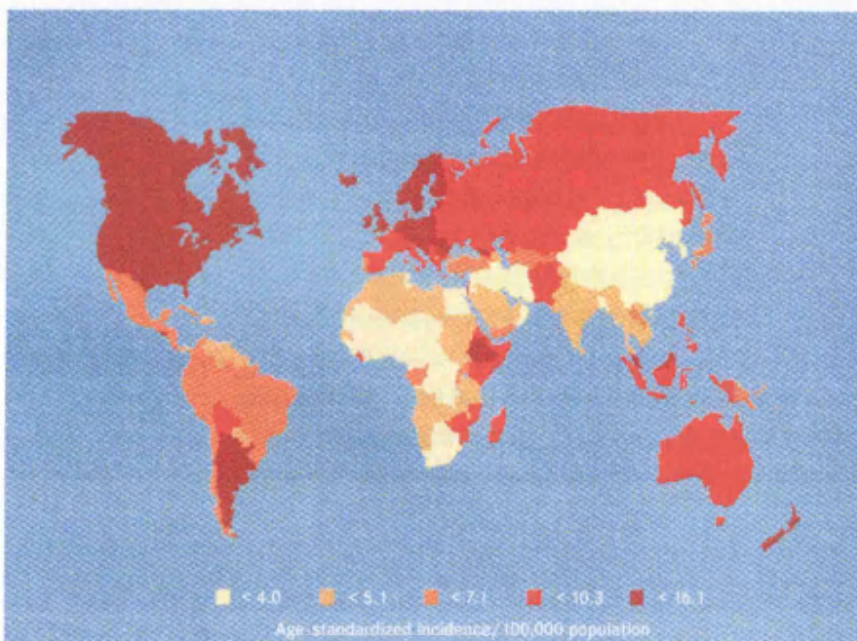 < 4.0 < 5.1 < 7.1 < 10.3 < 16.1
Age-standardized incidence/100,000 population